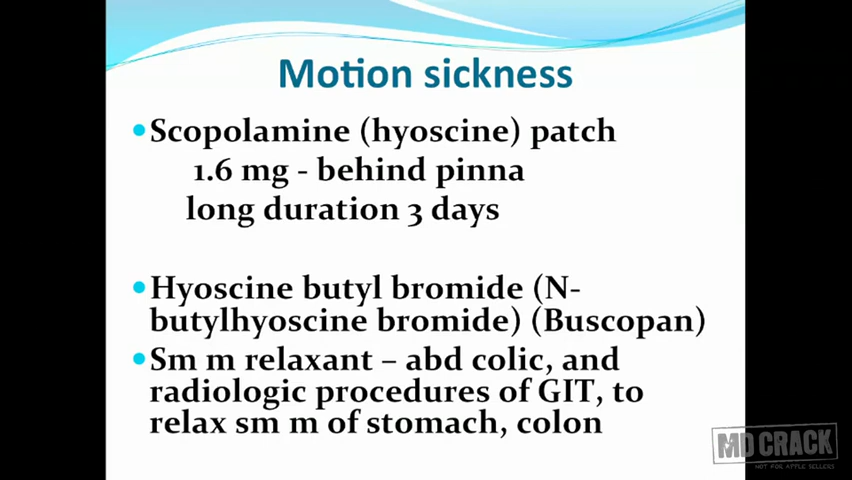 Motion sickness
•Scopolamine (hyoscine) patch
1.6 mg - behind pinna
long duration 3 days
•Hyoscine butyl bromide (N-
butylhyoscine bromide) (Buscopan)
•Sm m relaxant – abd colic, and
radiologic procedures of GIT, to
relax sm m of stomach, colon
MD CRACK
NOT FOR APPLE SELLERS